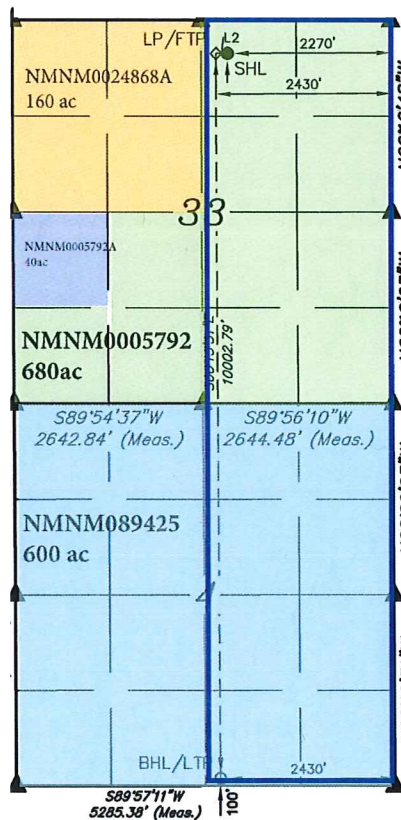 LP/FTP
L2
2270'
SHL
2430'
NMNM0024868A
160 ac
33
NMNM0005792A
40ac
NMNM0005792
680ac
10002.79'
S89°54'37"W
2642.84' (Meas.)
S89°56'10"W
2644.48' (Meas.)
NMNM089425
600 ac
BHL/LTP
2430'
S89°57'11"W
5285.38' (Meas.)
100'